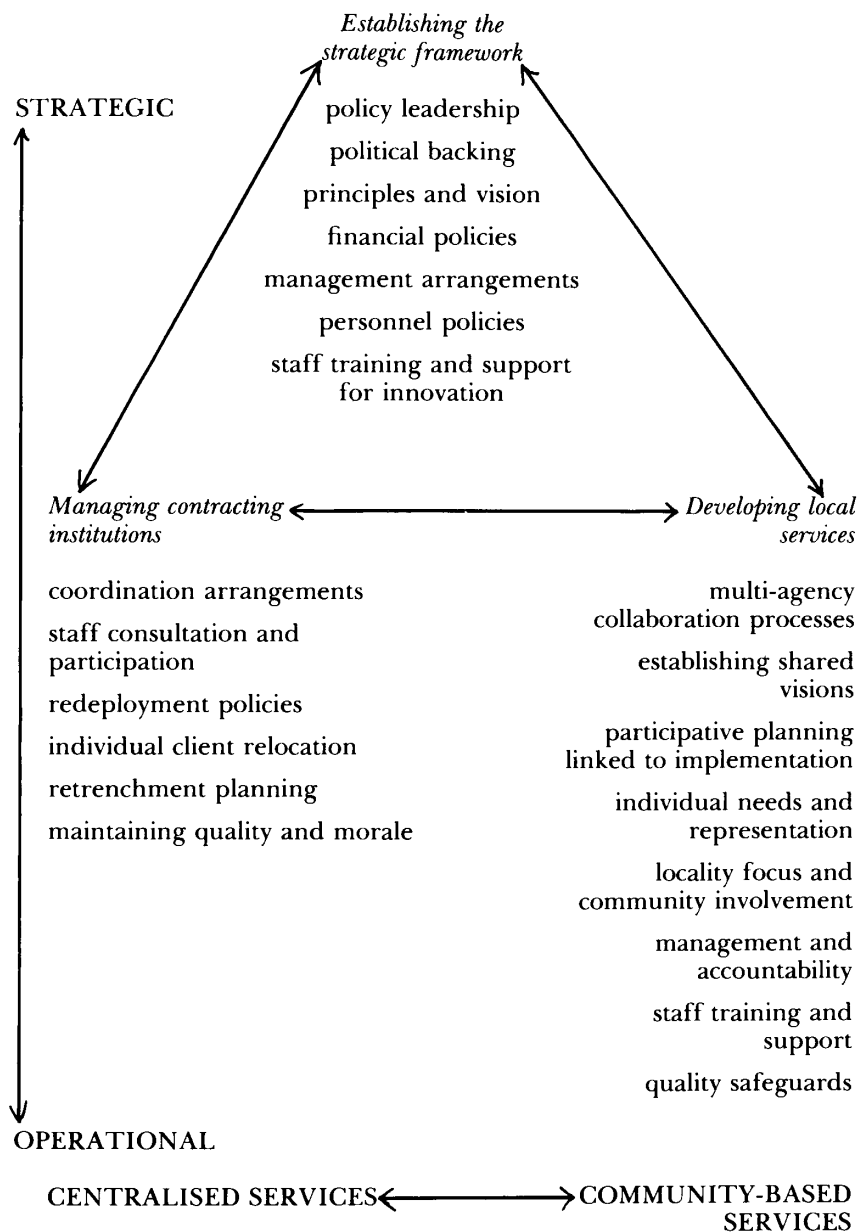 Establishing the
strategic framework
STRATEGIC
policy leadership
political backing
principles and vision
financial policies
management arrangements
personnel policies
staff training and support
for innovation
Managing contracting
institutions
coordination arrangements
staff consultation and
participation
redeployment policies
individual client relocation
retrenchment planning
maintaining quality and morale
Developing local
services
multi-agency
collaboration processes
establishing shared
visions
participative planning
linked to implementation
individual needs and
representation
locality focus and
community involvement
management and
accountability
staff training and
support
quality safeguards
OPERATIONAL
CENTRALISED SERVICES
COMMUNITY-BASED
SERVICES